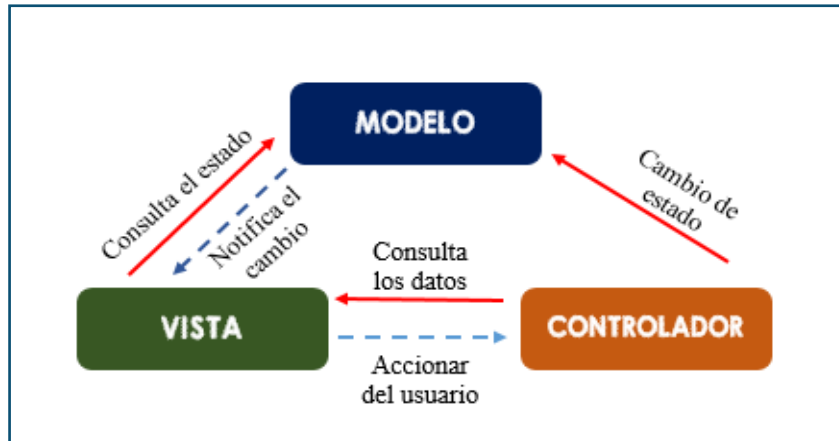 MODELO
Consulta el estado
Notifica el
cambio
Cambio de
estado
Consulta
los datos
VISTA
CONTROLADOR
Accionar
del usuario